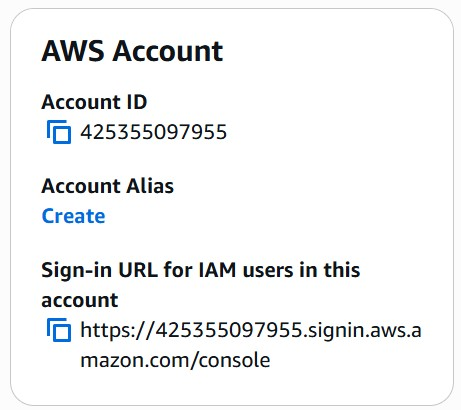 AWS Account
Account ID
425355097955
Account Alias
Create
Sign-in URL for IAM users in this
account
https://425355097955.signin.aws.a
mazon.com/console